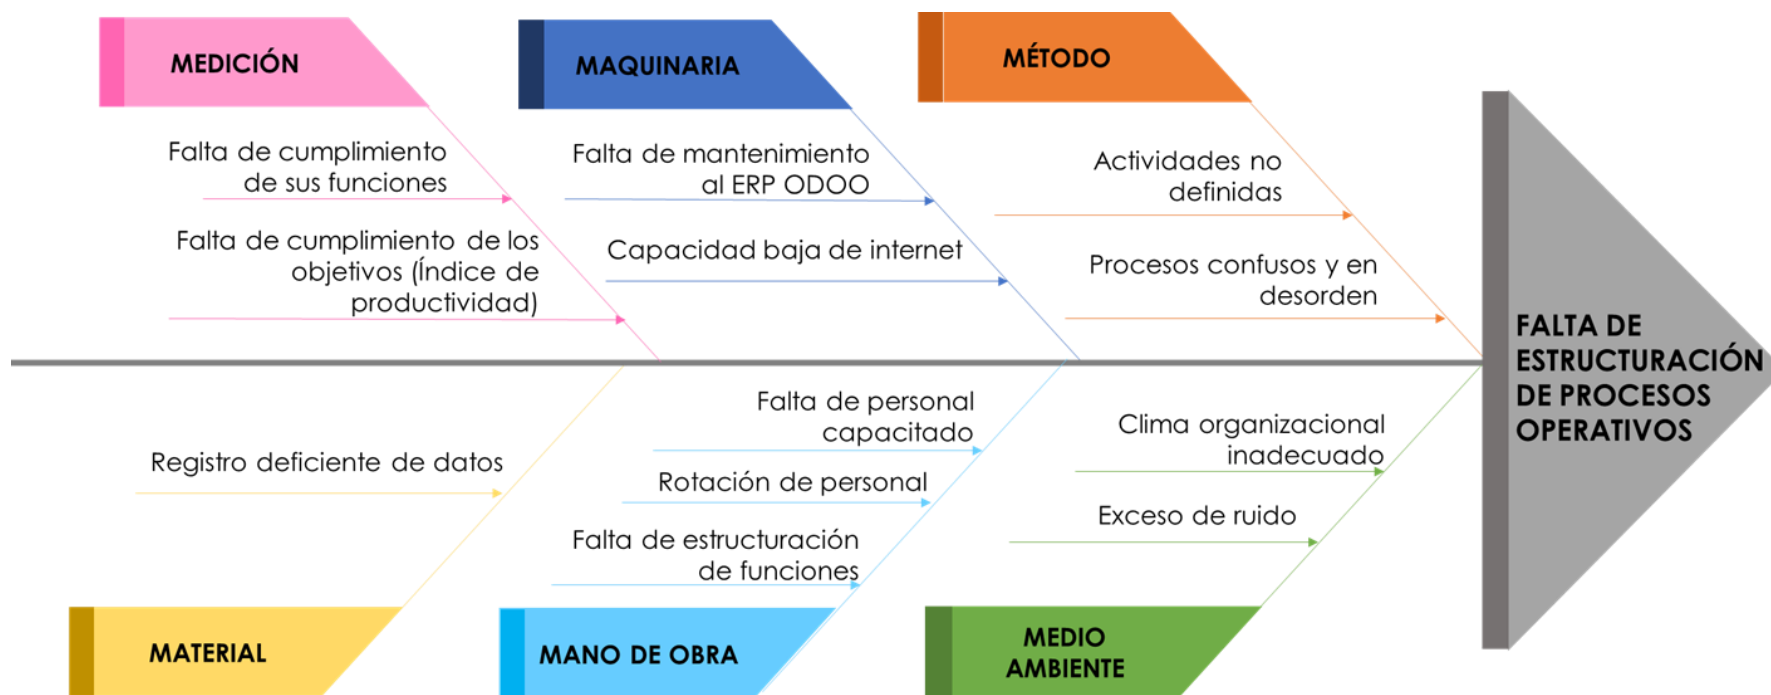 MEDICIÓN
MAQUINARIA
MÉTODO
Falta de cumplimiento
de sus funciones
Falta de cumplimiento de los
objetivos (Índice de
productividad)
Falta de mantenimiento
al ERP ODOO
Capacidad baja de internet
Actividades no
definidas
Procesos confusos y en
desorden
FALTA DE
ESTRUCTURACIÓN
DE PROCESOS
OPERATIVOS
Registro deficiente de datos
Falta de personal
capacitado
Rotación de personal
Falta de estructuración
de funciones
Clima organizacional
inadecuado
Exceso de ruido
MATERIAL
MANO DE OBRA
MEDIO
AMBIENTE